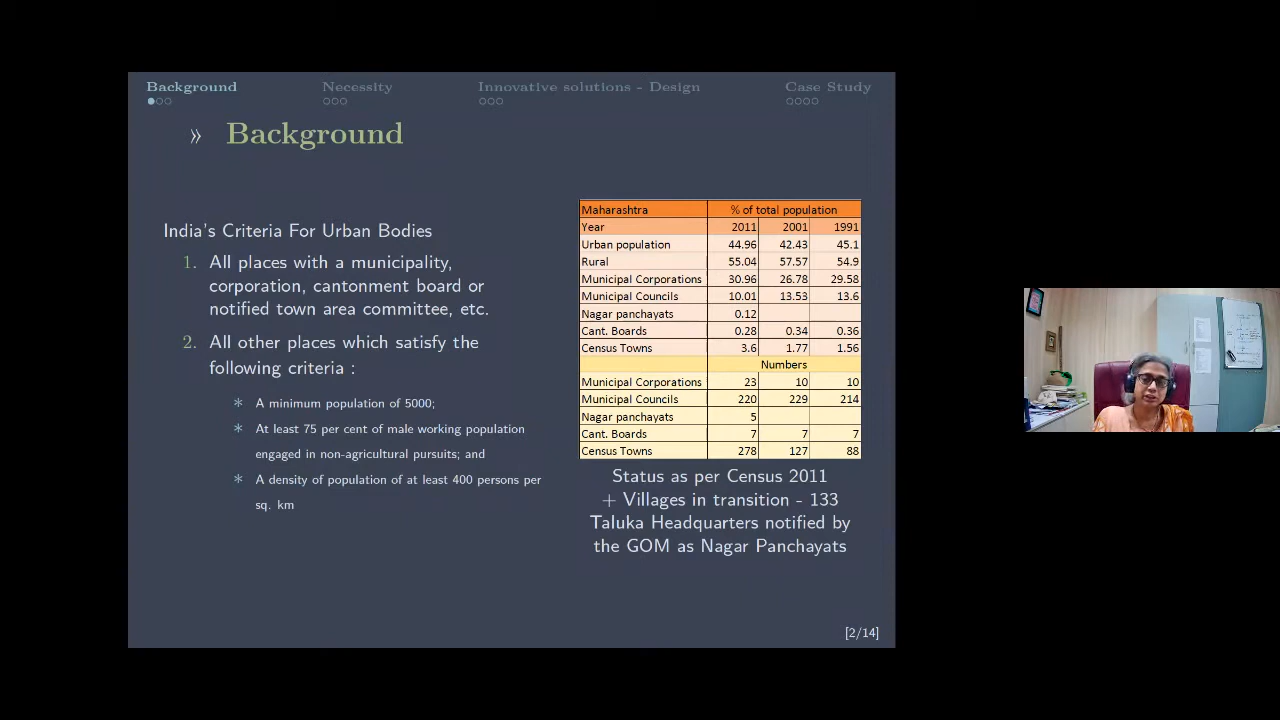 Background Necessity Innovative solutions - Design Case Study
» Background
India's Criteria For Urban Bodies
1. All places with a municipality,
corporation, cantonment board or
notified town area committee, etc.
2. All other places which satisfy the
following criteria :
* A minimum population of 5000;
* At least 75 per cent of male working population
engaged in non-agricultural pursuits; and
* A density of population of at least 400 persons per
sq. km
Maharashtra % of total population
Year 2011 2001 1991
Urban population 44.96 42.43 45.1
Rural 55.04 57.57 54.9
Municipal Corporations 30.96 26.78 29.58
Municipal Councils 10.01 13.53 13.6
Nagar panchayats 0.12
Cant. Boards 0.28 0.34 0.36
Census Towns 3.6 1.77 1.56
Numbers
Municipal Corporations 23 10 10
Municipal Councils 220 229 214
Nagar panchayats 5
Cant. Boards 7 7 7
Census Towns 278 127 88
Status as per Census 2011
+ Villages in transition - 133
Taluka Headquarters notified by
the GOM as Nagar Panchayats
[2/14]